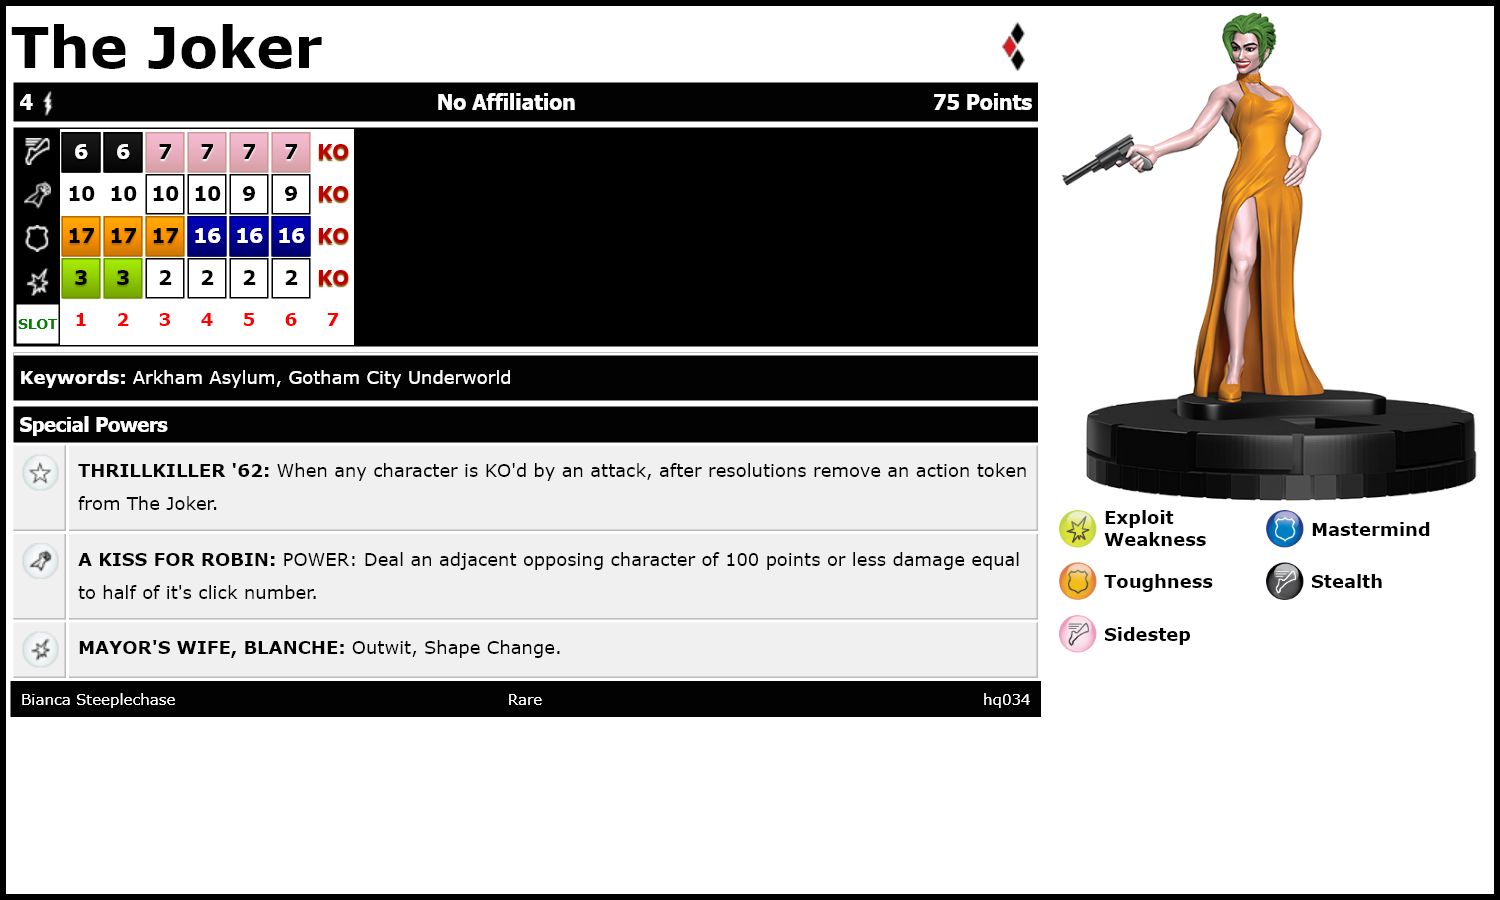 The Joker
4 No Affiliation 75 Points
6 6 7 7 7 7 KO
10 10 10 10 9 9 KO
17 17 17 16 16 16 KO
3 3 2 2 2 2 KO
SLOT 1 2 3 4 5 6 7
Keywords: Arkham Asylum, Gotham City Underworld
Special Powers
THRILLKILLER '62: When any character is KO'd by an attack, after resolutions remove an action token
from The Joker.
A KISS FOR ROBIN: POWER: Deal an adjacent opposing character of 100 points or less damage equal
to half of it's click number.
MAYOR'S WIFE, BLANCHE: Outwit, Shape Change.
Bianca Steeplechase Rare hq034
Exploit
Weakness
Mastermind
Toughness
Stealth
Sidestep